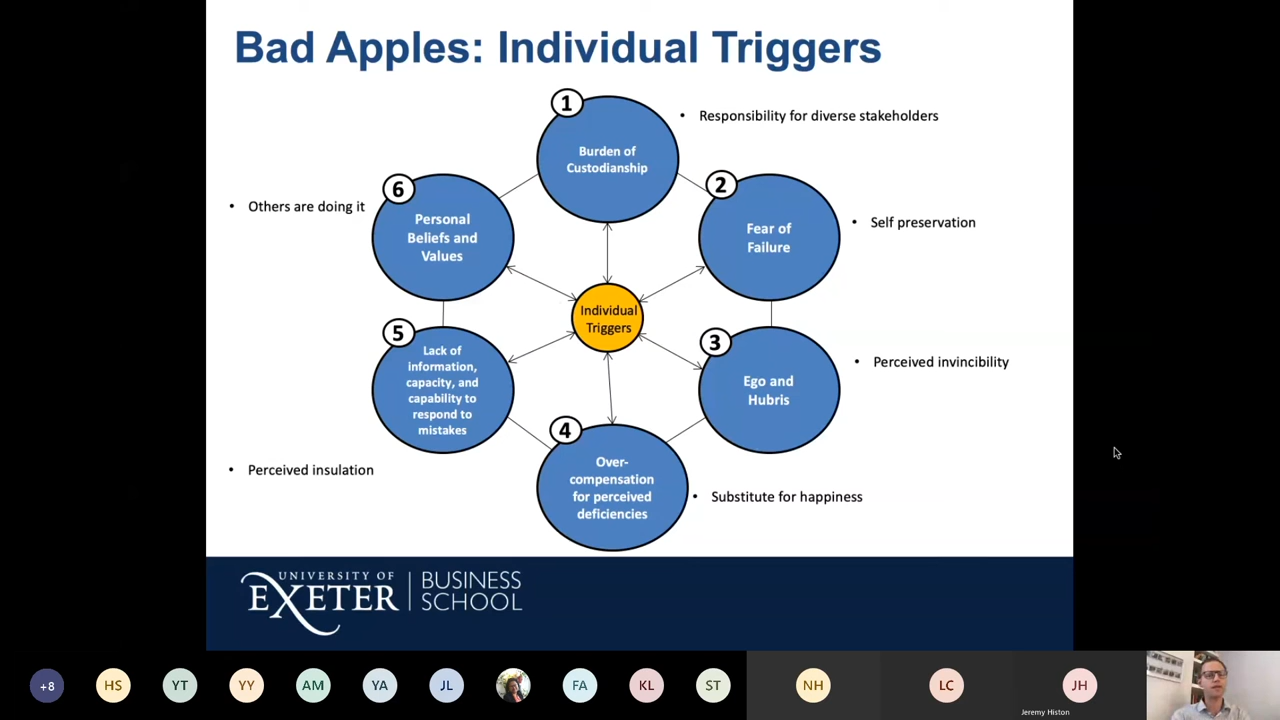 Bad Apples: Individual Triggers
1
Burden of
Custodianship
• Responsibility for diverse stakeholders
2
Fear of
Failure
• Self preservation
3
Ego and
Hubris
• Perceived invincibility
4
Over-
compensation
for perceived
deficiencies
• Substitute for happiness
5
Lack of
information,
capacity, and
capability to
respond to
mistakes
• Perceived insulation
6
Personal
Beliefs and
Values
• Others are doing it
Individual
Triggers
UNIVERSITY OF
EXETER
BUSINESS
SCHOOL
+8
HS
YT
YY
AM
YA
JL
FA
KL
ST
NH
LC
JH
Jeremy Histon